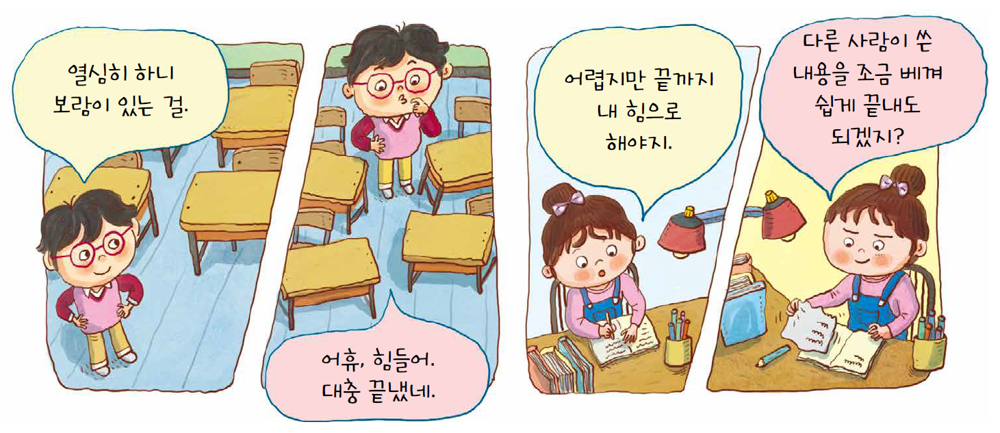 열심히 하니
보람이 있는 걸.
어휴, 힘들어.
대충 끝냈네.
어렵지만 끝까지
내 힘으로
해야지.
다른 사람이 쓴
내용을 조금 베껴
쉽게 끝내도
되겠지?